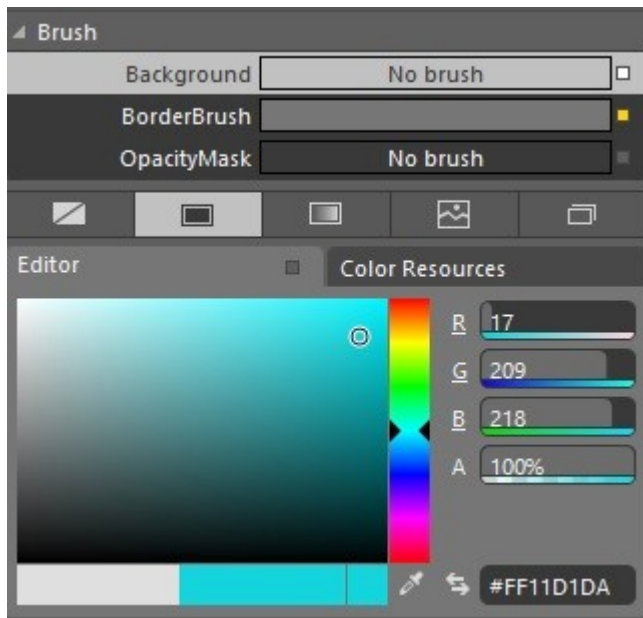 Brush
Background No brush
BorderBrush
OpacityMask No brush
Editor Color Resources
R 17
G 209
B 218
A 100%
#FF11D1DA